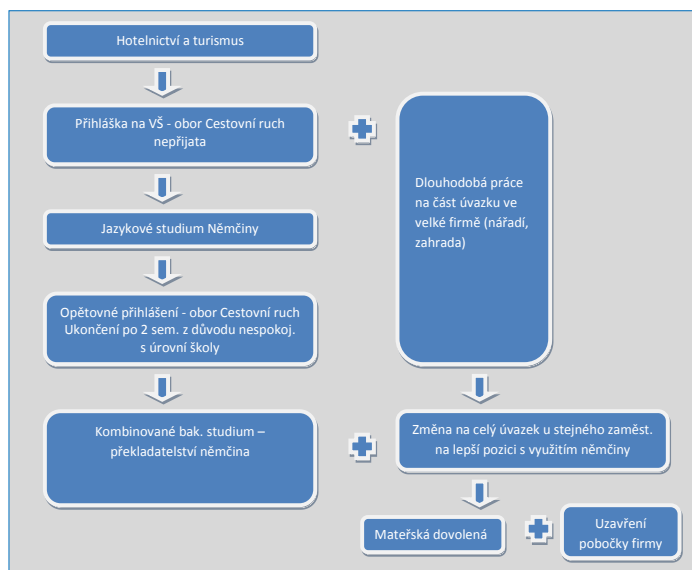 Hotelnictví a turismus
Přihláška na VŠ - obor Cestovní ruch
nepřijata
Dlouhodobá práce
na část úvazku ve
velké firmě (nářadí,
zahrada)
Jazykové studium Němčiny
Opětovné přihlášení - obor Cestovní ruch
Ukončení po 2 sem. z důvodu nespokoj.
s úrovní školy
Kombinované bak. studium –
překladatelství němčina
Změna na celý úvazek u stejného zaměst.
na lepší pozici s využitím němčiny
Mateřská dovolená
Uzavření
pobočky firmy